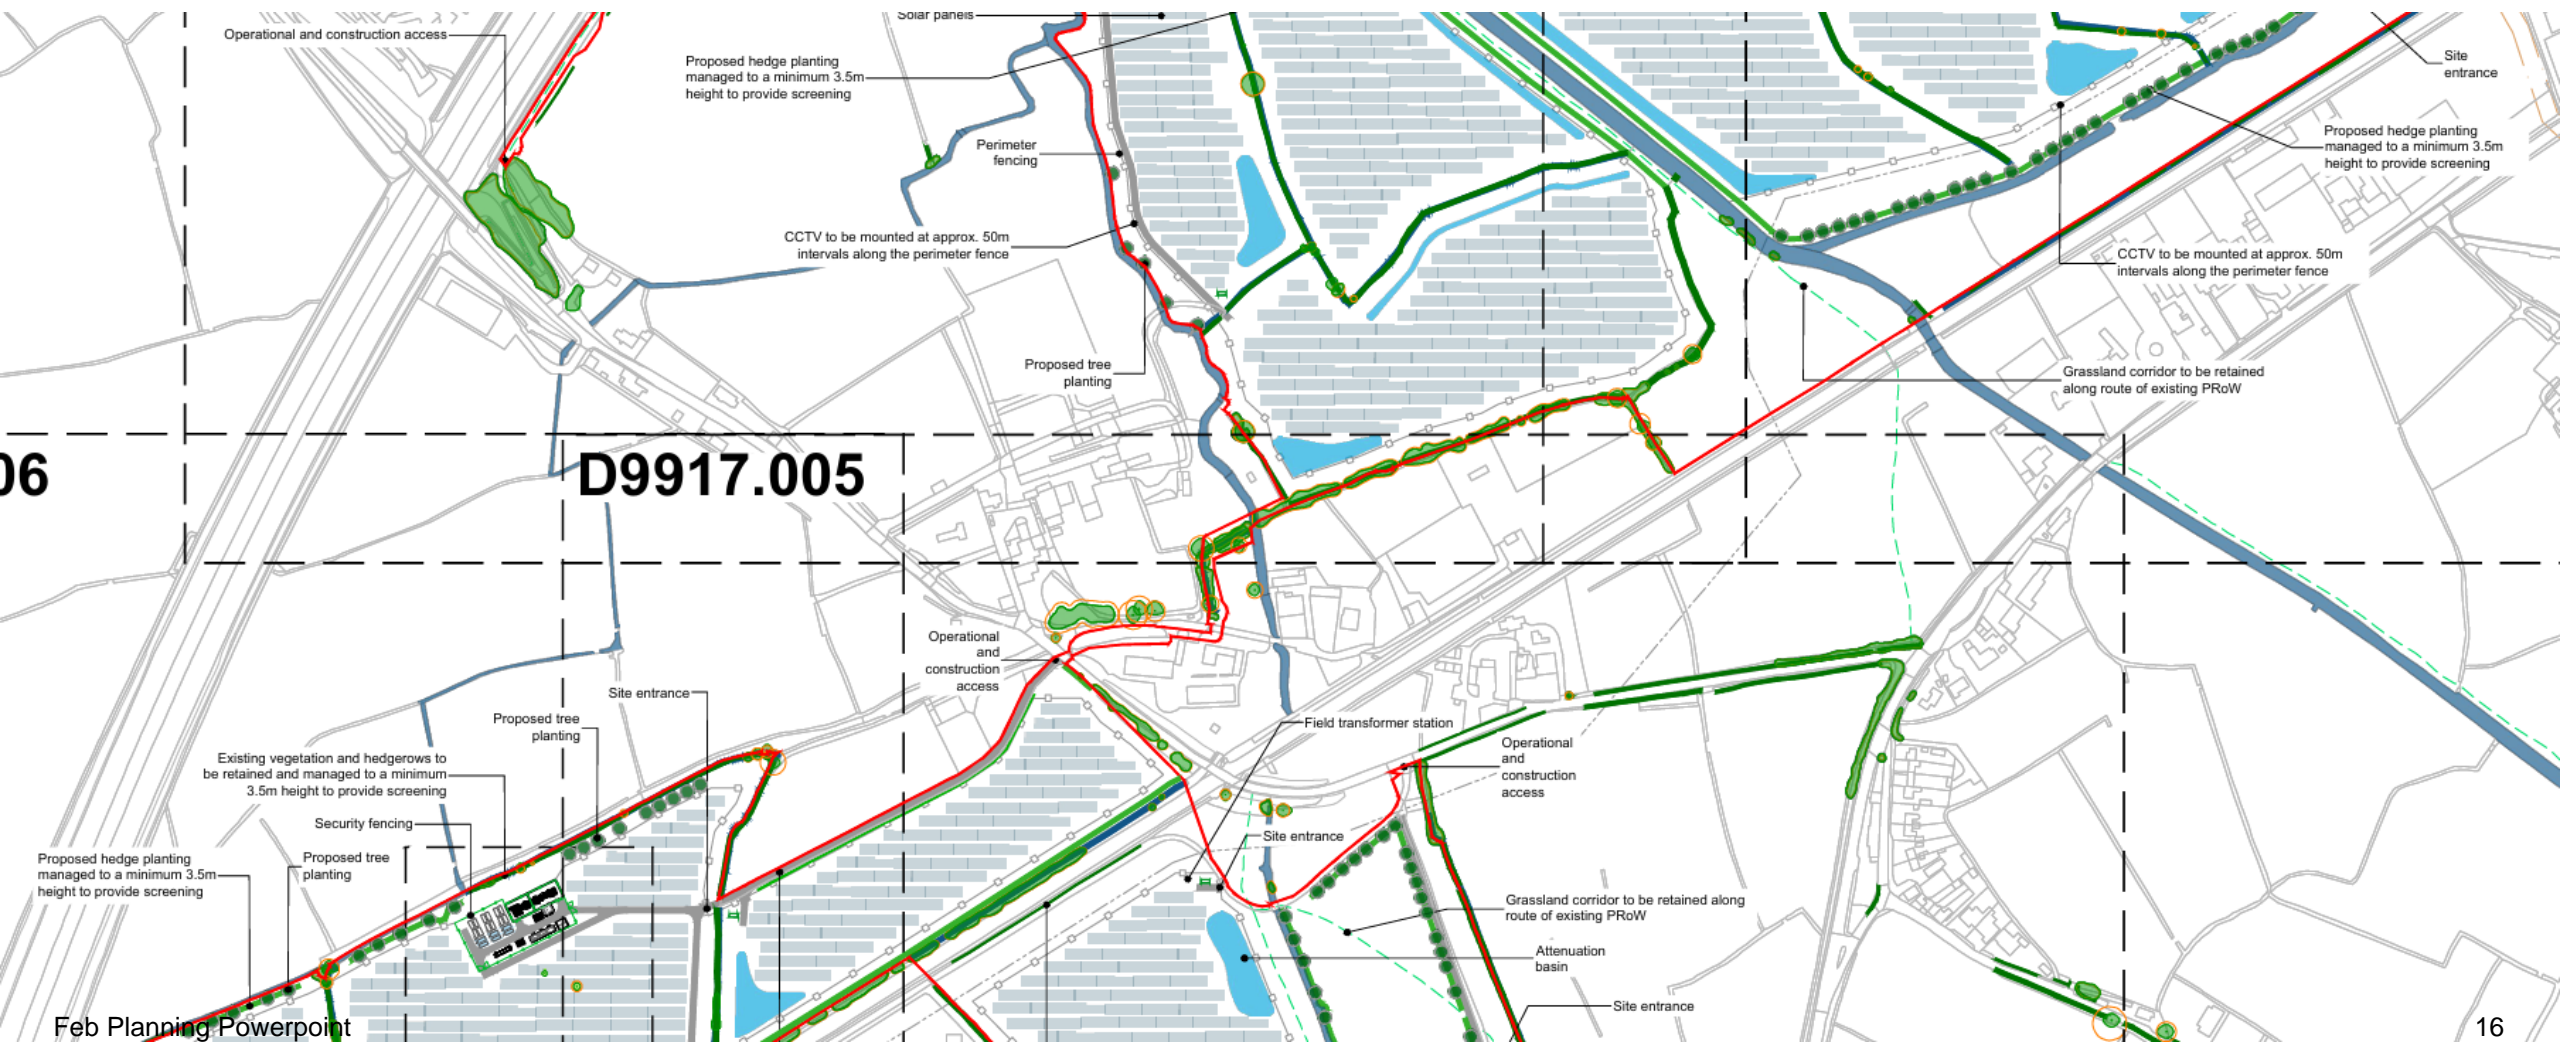 Solar panels
Operational and construction access
Proposed hedge planting
managed to a minimum 3.5m
height to provide screening
Site
entrance
Perimeter
fencing
Proposed hedge planting
managed to a minimum 3.5m
height to provide screening
CCTV to be mounted at approx. 50m
intervals along the perimeter fence
CCTV to be mounted at approx. 50m
intervals along the perimeter fence
Proposed tree
planting
Grassland corridor to be retained
along route of existing PRoW
06
D9917.005
Operational
and
construction
access
Site entrance
Proposed tree
planting
Field transformer station
Operational
and
construction
access
Existing vegetation and hedgerows to
be retained and managed to a minimum
3.5m height to provide screening
Security fencing
Site entrance
Proposed hedge planting
managed to a minimum 3.5m
height to provide screening
Proposed tree
planting
Grassland corridor to be retained along
route of existing PRoW
Attenuation
basin
Site entrance
Feb Planning Powerpoint
16